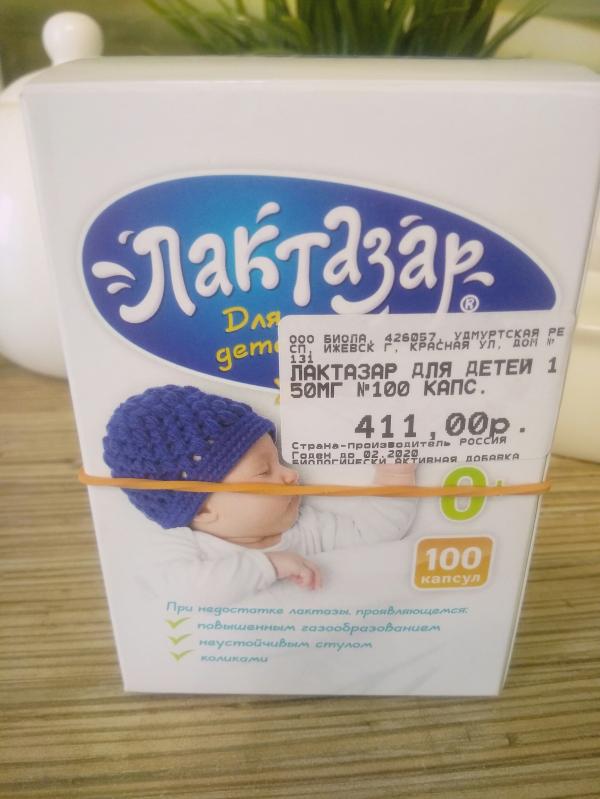 Лактазар
®
Для
ООО БИОЛА, 426057, УДМУРТСКАЯ РЕ
СП, ИЖЕВСК Г, КРАСНАЯ УЛ, ДОМ №
131
ЛАКТАЗАР ДЛЯ ДЕТЕЙ 1
50МГ №100 КАПС.
411,00р.
Страна-производитель РОССИЯ
Годен до 02.2020
БИОЛОГИЧЕСКИ АКТИВНАЯ ДОБАВКА
0+
100
капсул
При недостатке лактазы, проявляющемся:
повышенным газообразованием
неустойчивым стулом
коликами